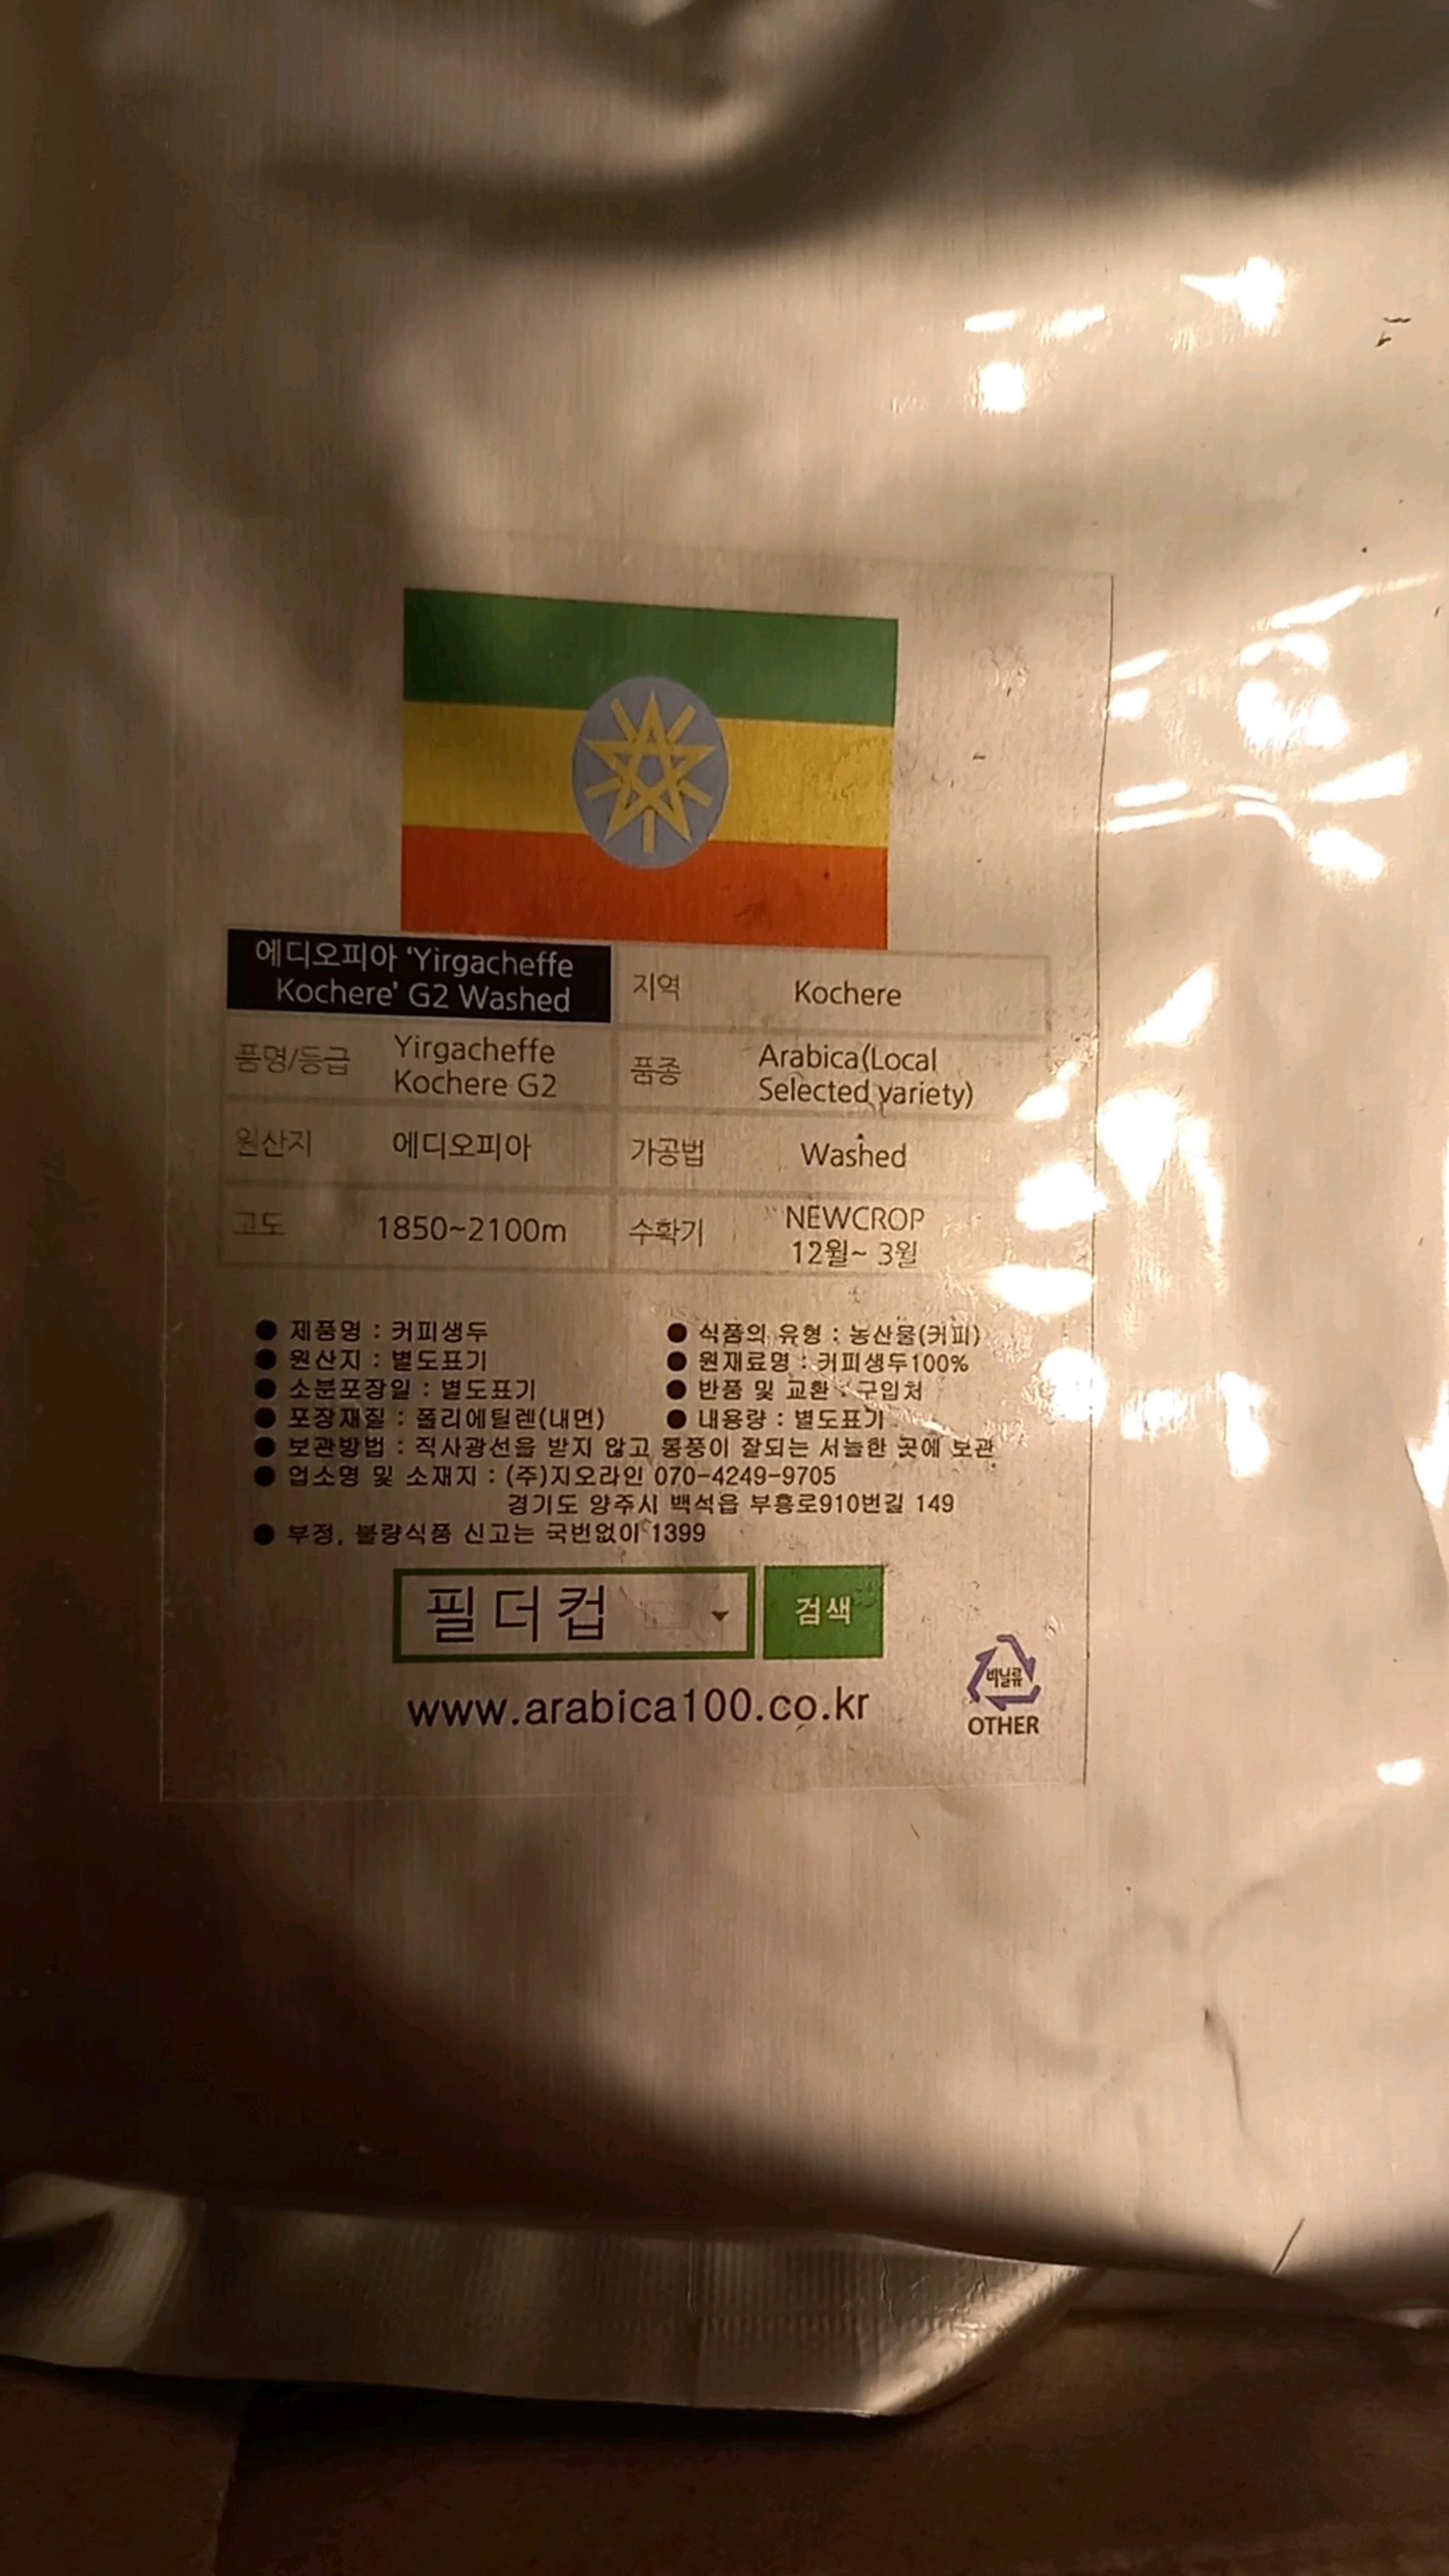 에디오피아 'Yirgacheffe
Kochere' G2 Washed
지역 Kochere
품명/등급 Yirgacheffe
Kochere G2
품종 Arabica(Local
Selected variety)
원산지 에디오피아
가공법 Washed
고도 1850~2100m
수확기 NEWCROP
12월~ 3월
● 제품명 : 커피생두
● 식품의 유형 : 농산물(커피)
● 원산지 : 별도표기
● 원재료명 : 커피생두100%
● 소분포장일 : 별도표기
● 반품 및 교환 : 구입처
● 포장재질 : 폴리에틸렌(내면)
● 내용량 : 별도표기
● 보관방법 : 직사광선을 받지 않고 통풍이 잘되는 서늘한 곳에 보관
● 업소명 및 소재지 : (주)지오라인 070-4249-9705
경기도 양주시 백석읍 부흥로910번길 149
● 부정, 불량식품 신고는 국번없이 1399
필더컵 검색
www.arabica100.co.kr
비닐류
OTHER